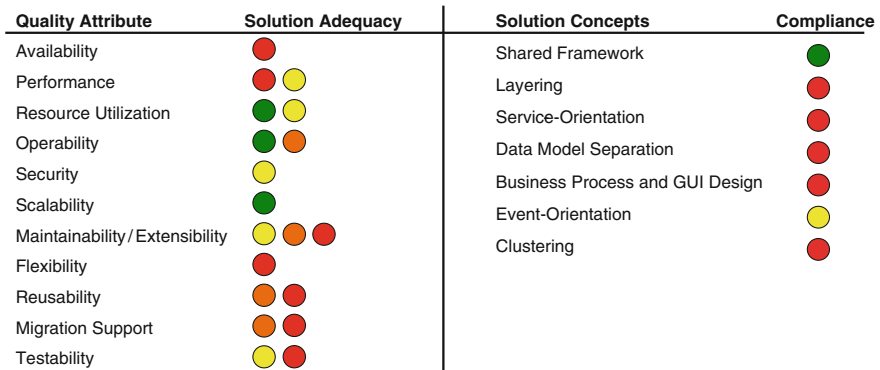 Quality Attribute Solution Adequacy
Availability
Performance
Resource Utilization
Operability
Security
Scalability
Maintainability/Extensibility
Flexibility
Reusability
Migration Support
Testability
Solution Concepts Compliance
Shared Framework
Layering
Service-Orientation
Data Model Separation
Business Process and GUI Design
Event-Orientation
Clustering